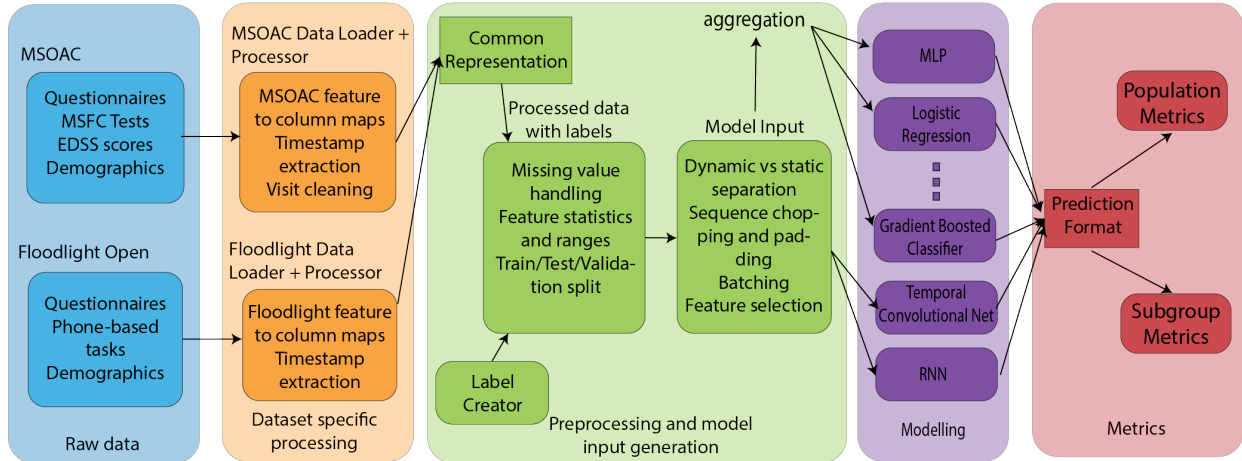 MSOAC
Questionnaires
MSFC Tests
EDSS scores
Demographics
Floodlight Open
Questionnaires
Phone-based
tasks
Demographics
Raw data
MSOAC Data Loader +
Processor
MSOAC feature
to column maps
Timestamp
extraction
Visit cleaning
Floodlight Data
Loader + Processor
Floodlight feature
to column maps
Timestamp
extraction
Dataset specific
processing
Common
Representation
Processed data
with labels
Missing value
handling
Feature statistics
and ranges
Train/Test/Valida-
tion split
Label
Creator
aggregation
Model Input
Dynamic vs static
separation
Sequence chop-
ping and pad-
ding
Batching
Feature selection
Preprocessing and model
input generation
MLP
Logistic
Regression
Gradient Boosted
Classifier
Temporal
Convolutional Net
RNN
Modelling
Prediction
Format
Population
Metrics
Subgroup
Metrics
Metrics